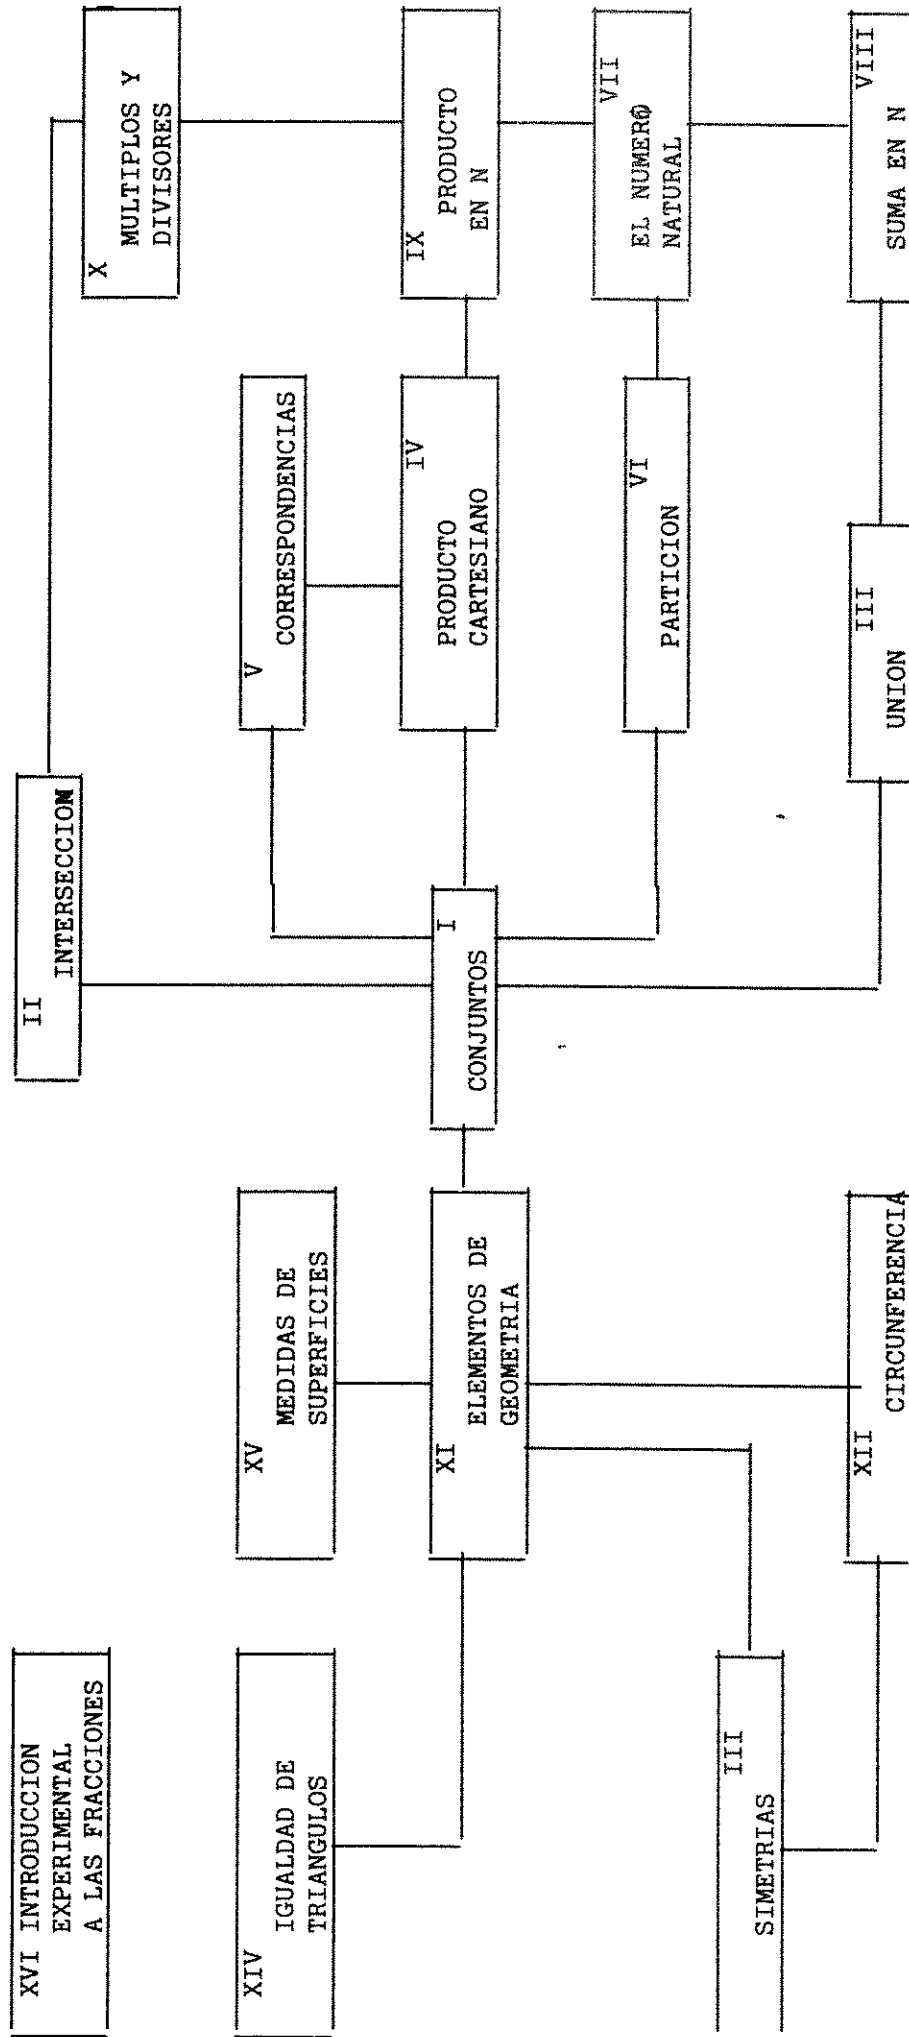 XVI INTRODUCCION
EXPERIMENTAL
A LAS FRACCIONES
II
INTERSECCION
X
MULTIPLOS Y
DIVISORES
XIV
IGUALDAD DE
TRIANGULOS
XV
MEDIDAS DE
SUPERFICIES
V
CORRESPONDENCIAS
XI
ELEMENTOS DE
GEOMETRIA
I
CONJUNTOS
IV
PRODUCTO
CARTESIANO
IX
PRODUCTO
EN N
VI
PARTICION
VII
EL NUMERO
NATURAL
III
SIMETRIAS
XII
CIRCUNFERENCIA
III
UNION
VIII
SUMA EN N